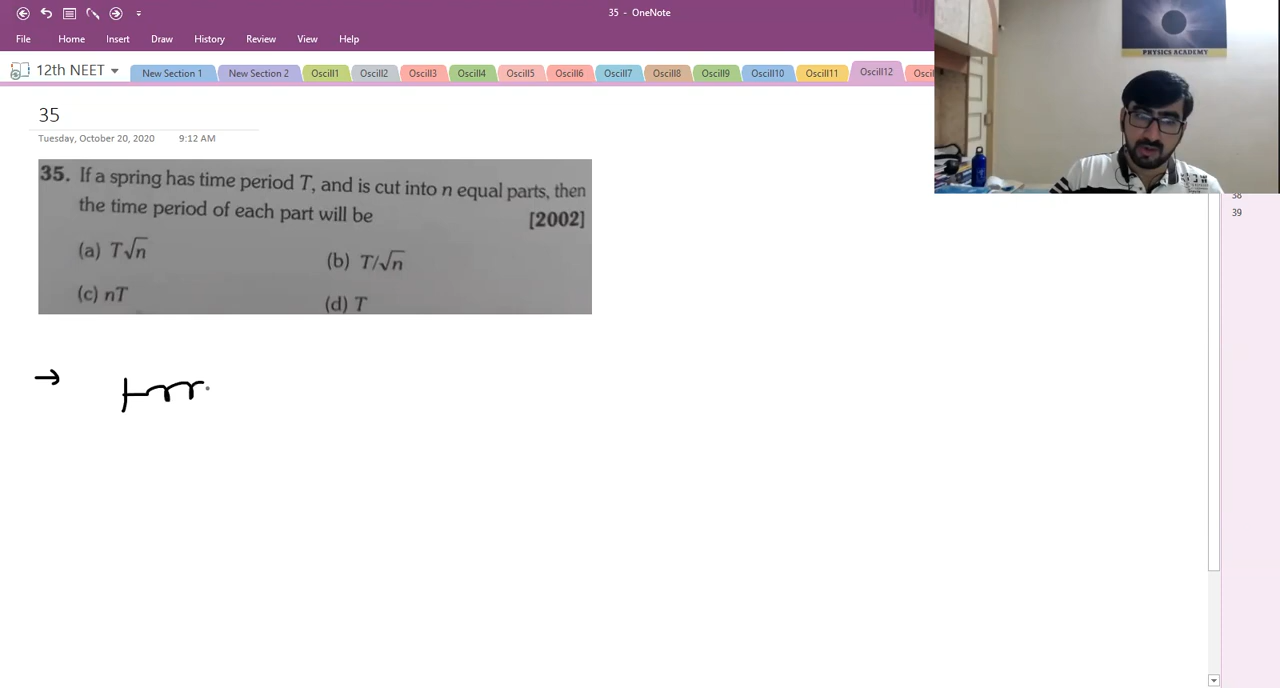 35 - OneNote
File Home Insert Draw History Review View Help
12th NEET New Section 1 New Section 2 Oscill1 Oscill2 Oscill3 Oscill4 Oscill5 Oscill6 Oscill7 Oscill8 Oscill9 Oscill10 Oscill11 Oscill12 Oscil
PHYSICS ACADEMY
35
Tuesday, October 20, 2020 9:12 AM
35. If a spring has time period T, and is cut into n equal parts, then
the time period of each part will be [2002]
(a) T√n (b) T/√n
(c) nT (d) T
38
39